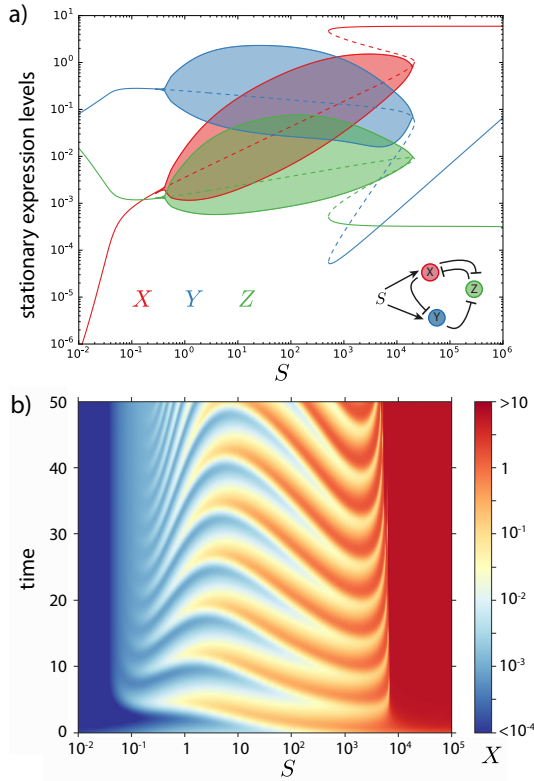 a)
stationary expression levels
10^1
10^0
10^-1
10^-2
10^-3
10^-4
10^-5
10^-6
X Y Z
S
X
Y
Z
10^-2 10^-1 10^0 10^1 10^2 10^3 10^4 10^5 10^6
S
b)
time
50
40
30
20
10
0
10^-2 10^-1 1 10 10^2 10^3 10^4 10^5
S
>10
1
10^-1
10^-2
10^-3
<10^-4
X